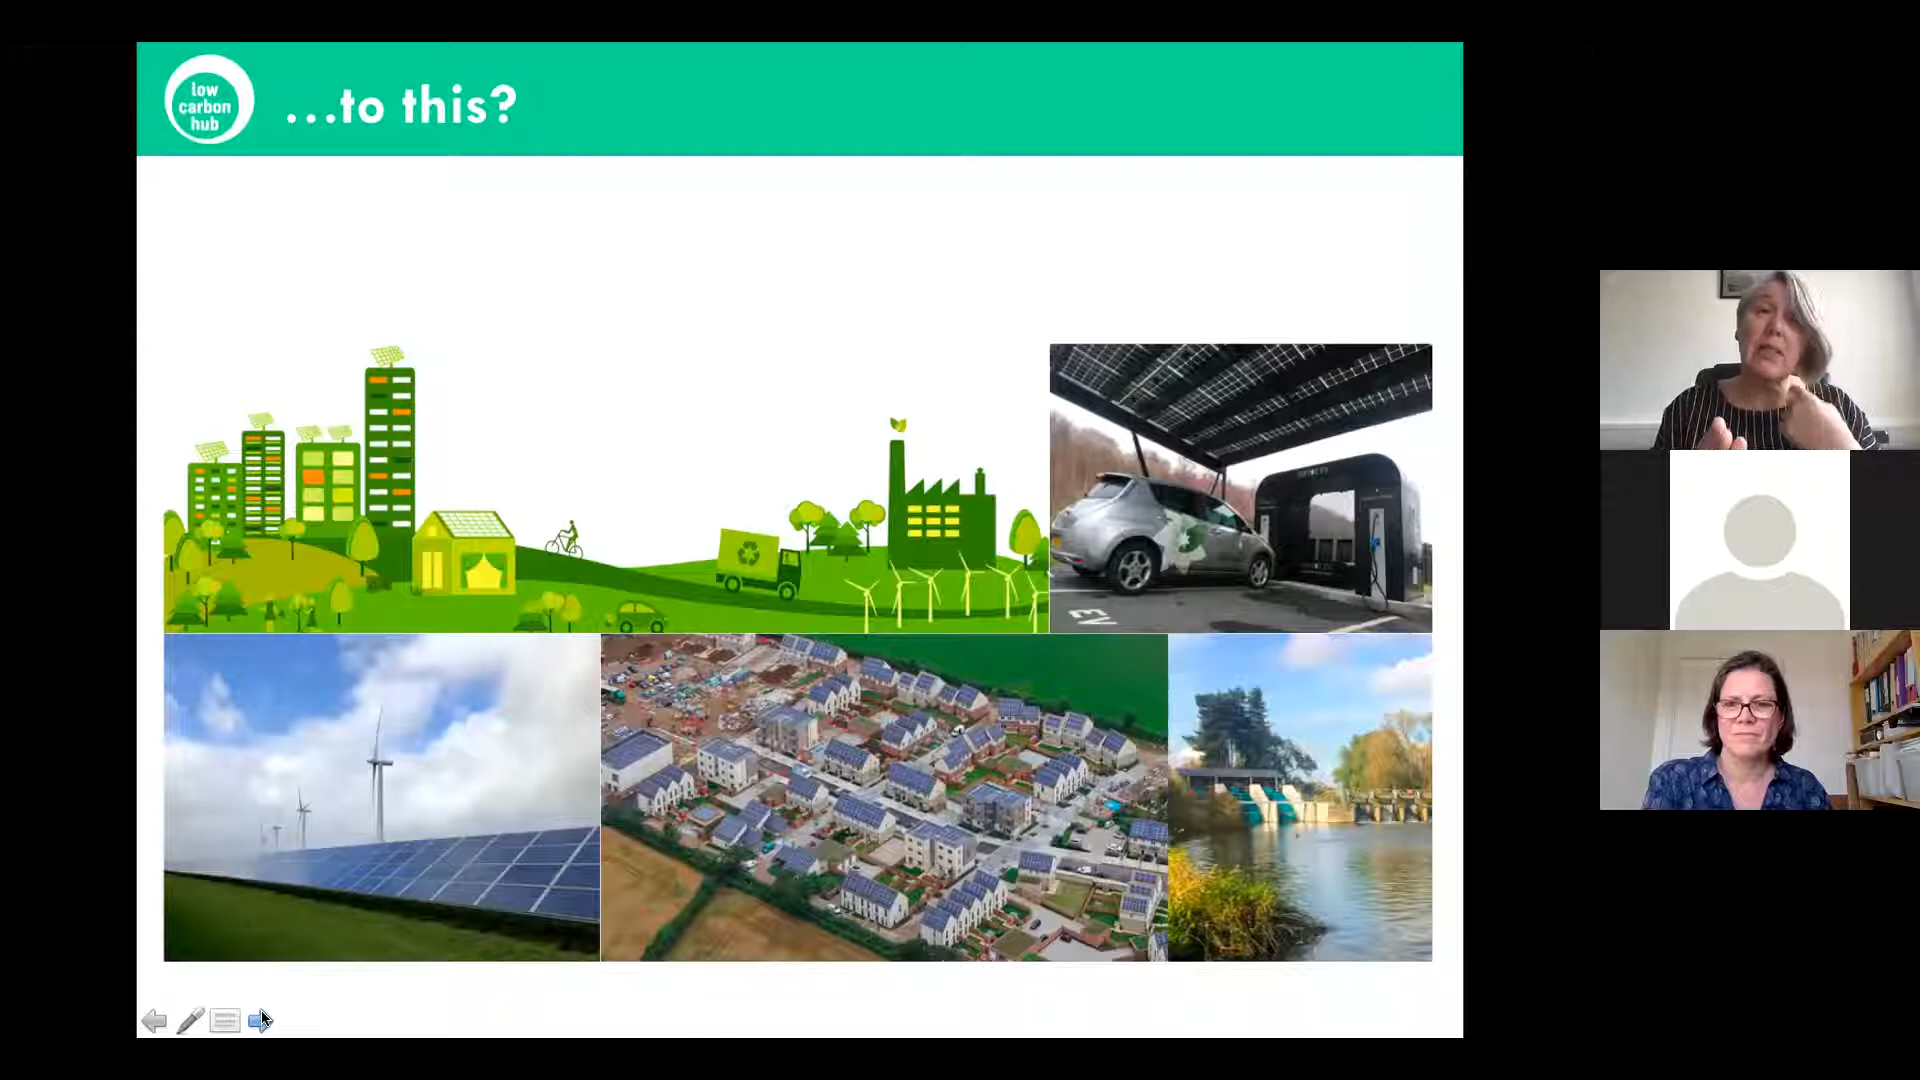 low
carbon
hub
...to this?
EV